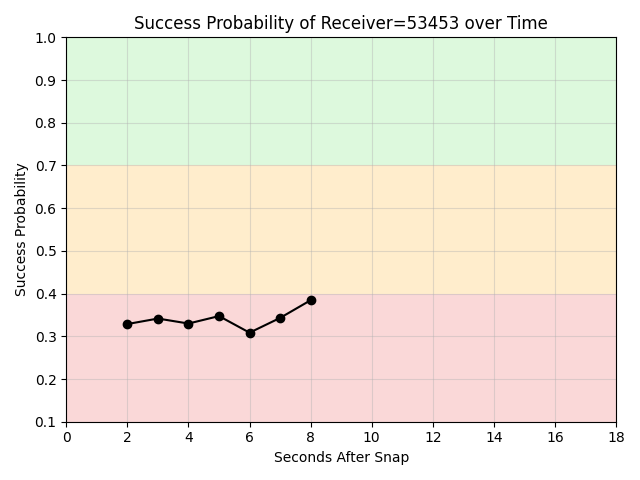 Success Probability of Receiver=53453 over Time
1.0
0.9
0.8
0.7
0.6
0.5
0.4
0.3
0.2
0.1
Success Probability
0 2 4 6 8 10 12 14 16 18
Seconds After Snap